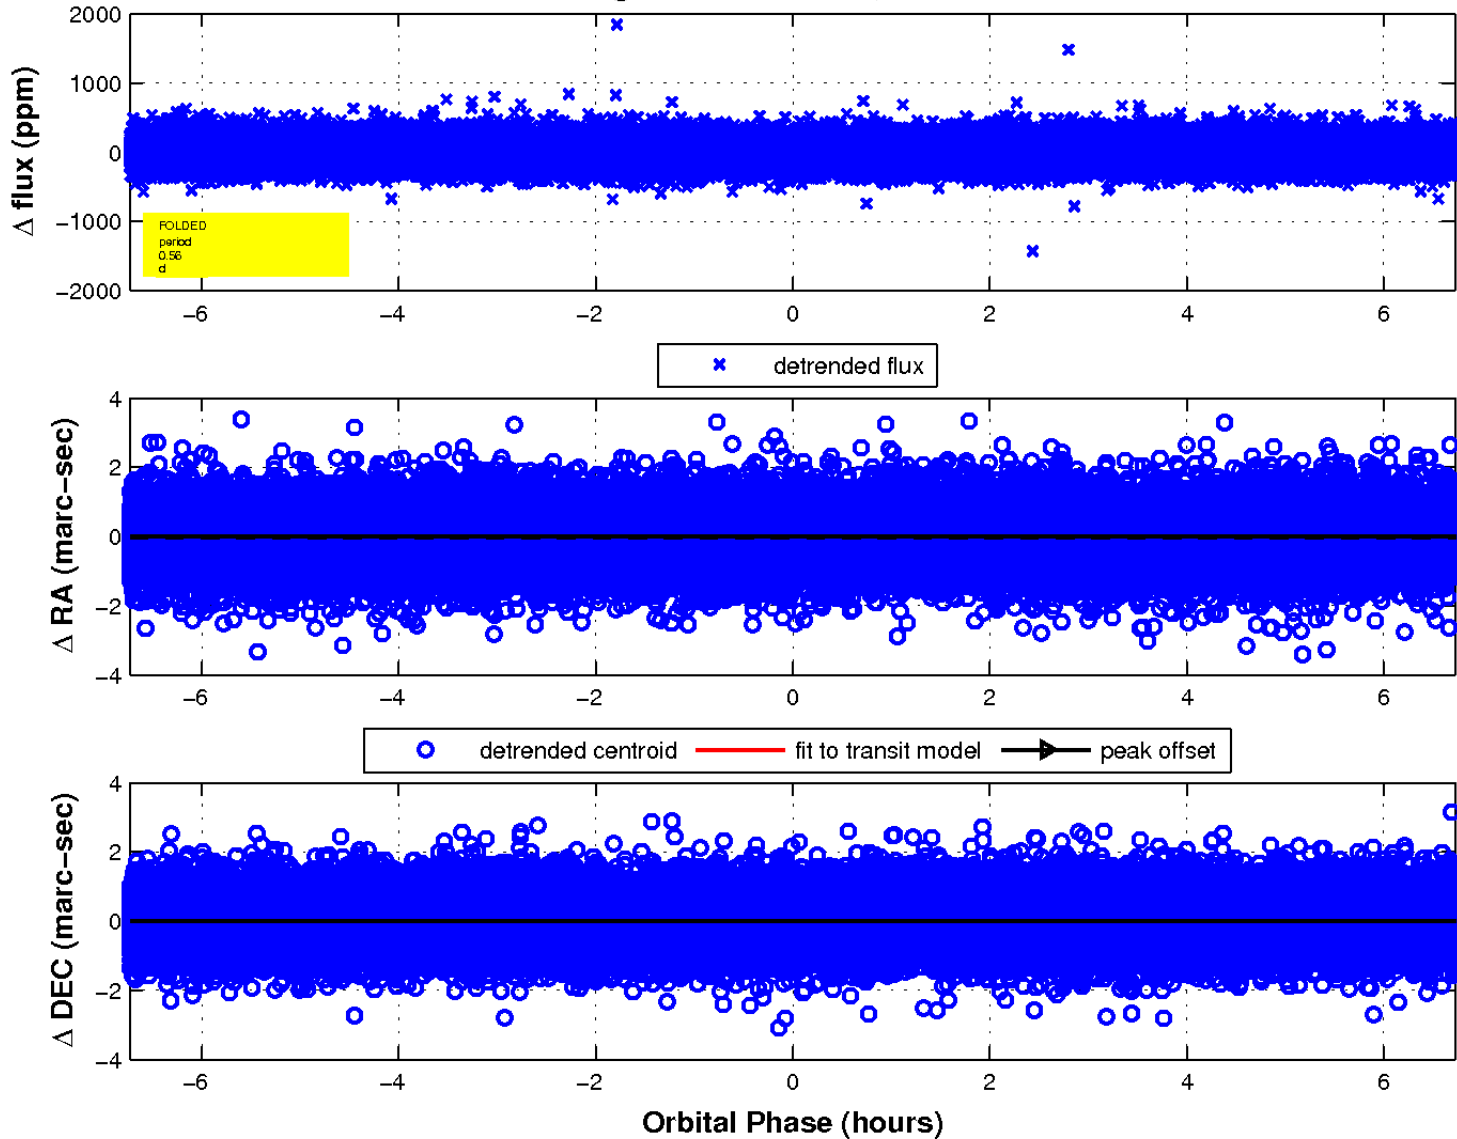 2000
1000
0
−1000
−2000
Δ flux (ppm)
FOLDED
period
0.56
d
−6 −4 −2 0 2 4 6
detrended flux
4
2
0
−2
−4
Δ RA (marc−sec)
−6 −4 −2 0 2 4 6
detrended centroid fit to transit model peak offset
4
2
0
−2
−4
Δ DEC (marc−sec)
−6 −4 −2 0 2 4 6
Orbital Phase (hours)